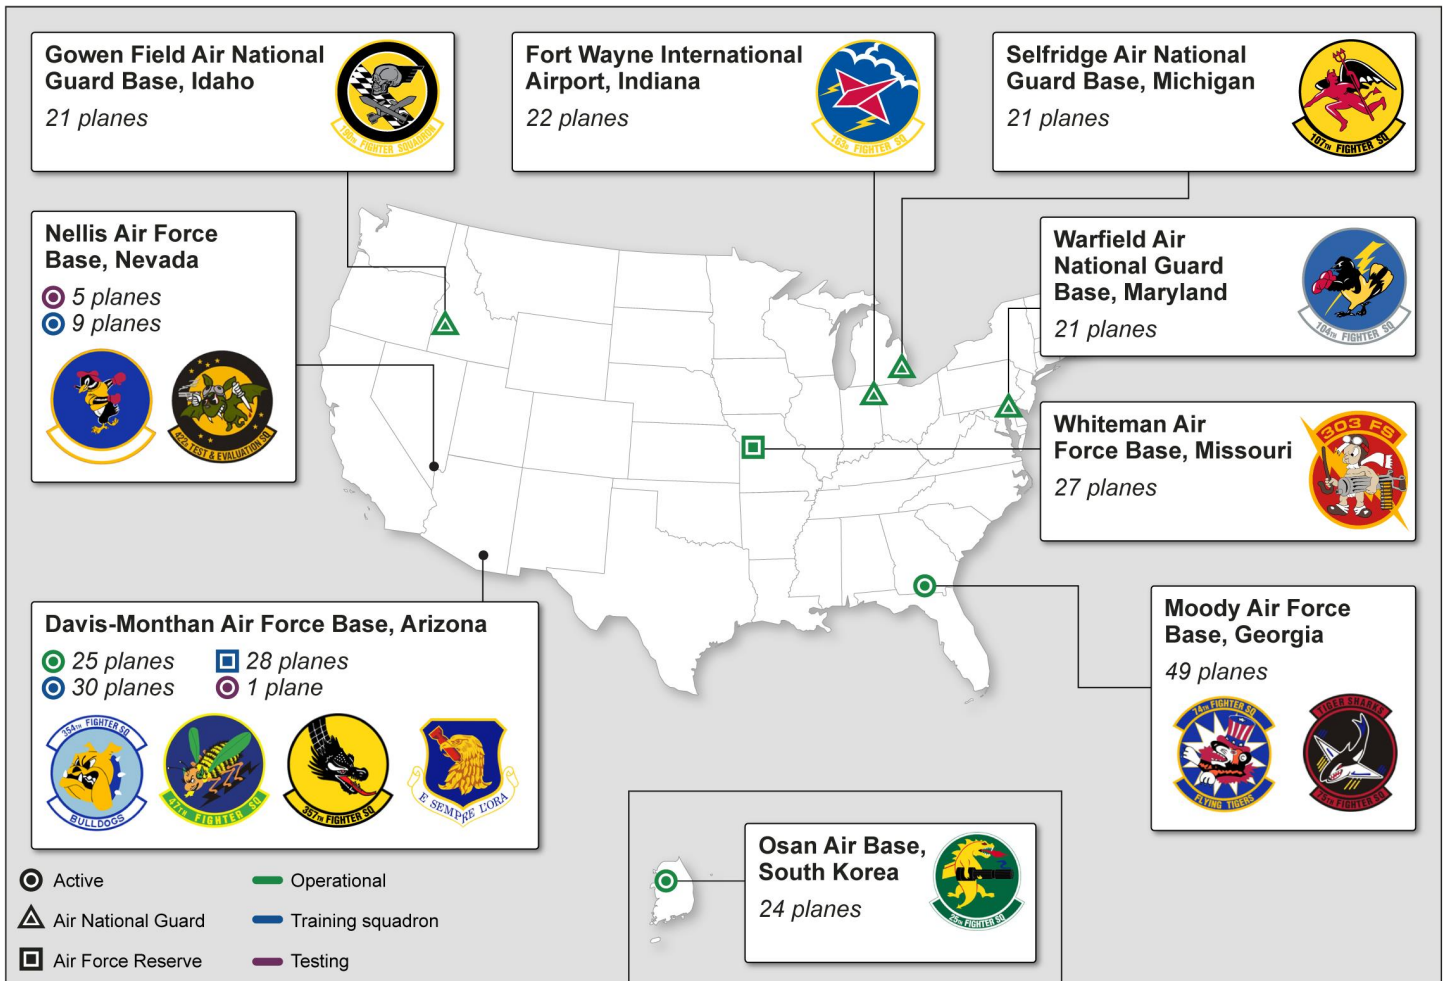 Gowen Field Air National
Guard Base, Idaho
21 planes
190TH FIGHTER SQUADRON
Fort Wayne International
Airport, Indiana
22 planes
163D FIGHTER SQ
Selfridge Air National
Guard Base, Michigan
21 planes
107TH FIGHTER SQ
Nellis Air Force
Base, Nevada
5 planes
9 planes
422D TEST & EVALUATION SQ
Warfield Air
National Guard
Base, Maryland
21 planes
104TH FIGHTER SQ
Whiteman Air
Force Base, Missouri
27 planes
303 FS
Davis-Monthan Air Force Base, Arizona
25 planes
28 planes
30 planes
1 plane
354TH FIGHTER SQ
BULLDOGS
47TH FIGHTER SQ
357TH FIGHTER SQ
E SEMPRE L'ORA
Moody Air Force
Base, Georgia
49 planes
74TH FIGHTER SQ
FLYING TIGERS
TIGER SHARKS
75TH FIGHTER SQ
Osan Air Base,
South Korea
24 planes
25TH FIGHTER SQ
Active
Operational
Air National Guard
Training squadron
Air Force Reserve
Testing